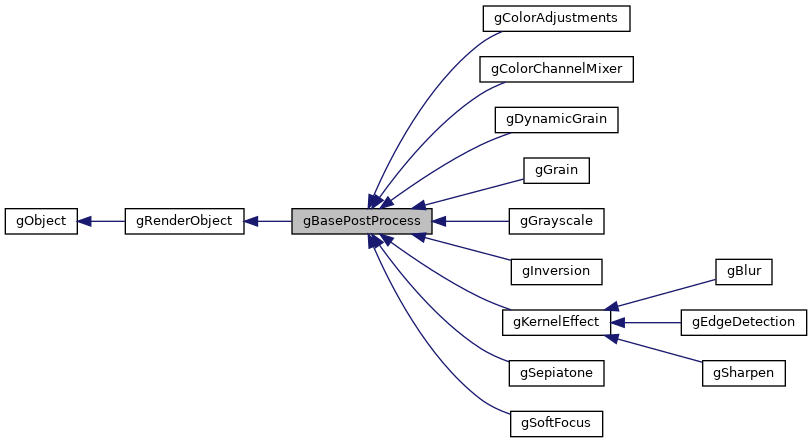 gColorAdjustments
gColorChannelMixer
gDynamicGrain
gGrain
gObject
gRenderObject
gBasePostProcess
gGrayscale
gInversion
gBlur
gKernelEffect
gEdgeDetection
gSepiatone
gSharpen
gSoftFocus